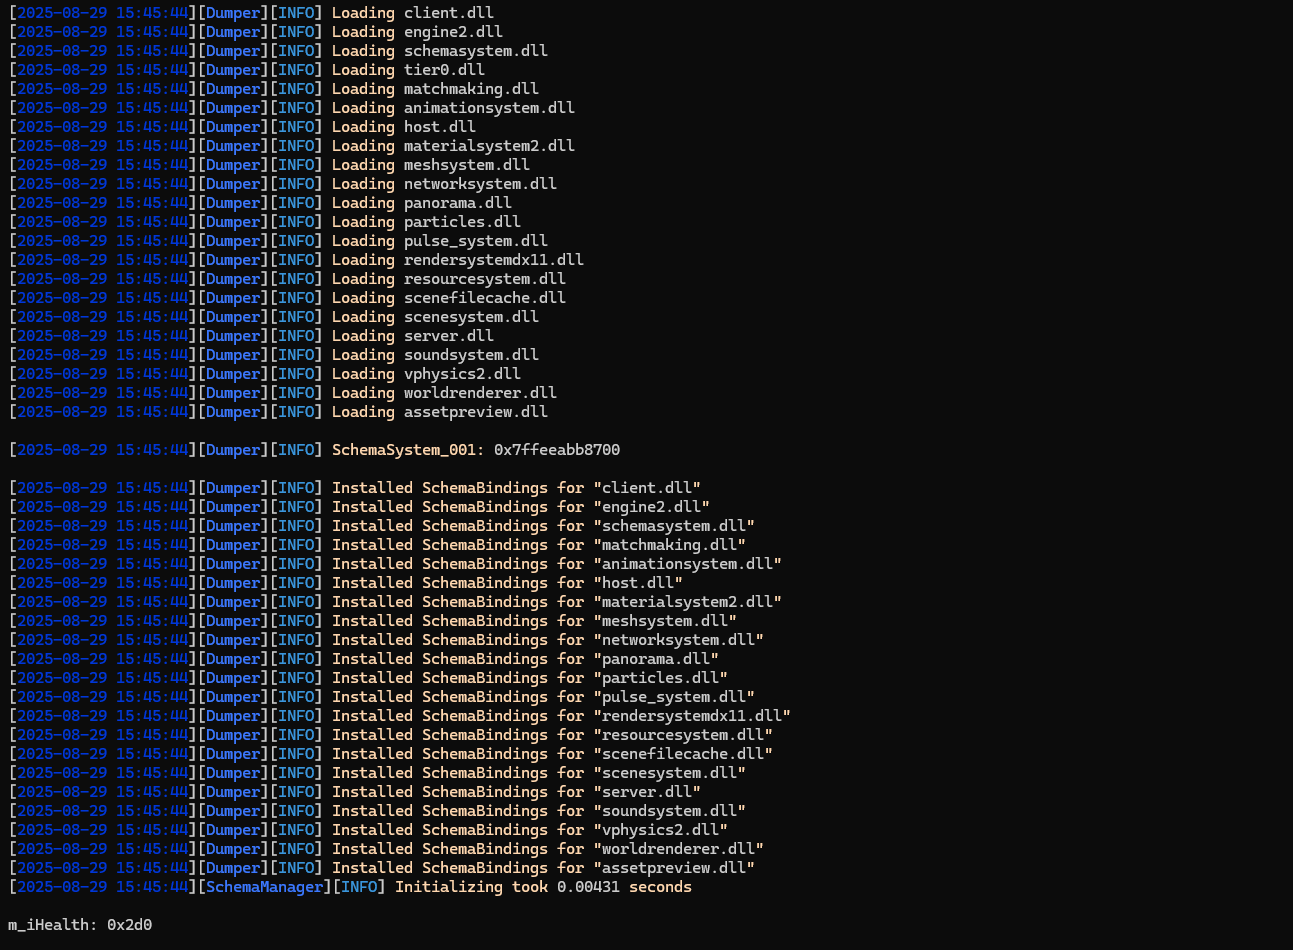 [2025-08-29 15:45:44][Dumper][INFO] Loading client.dll
[2025-08-29 15:45:44][Dumper][INFO] Loading engine2.dll
[2025-08-29 15:45:44][Dumper][INFO] Loading schemasystem.dll
[2025-08-29 15:45:44][Dumper][INFO] Loading tier0.dll
[2025-08-29 15:45:44][Dumper][INFO] Loading matchmaking.dll
[2025-08-29 15:45:44][Dumper][INFO] Loading animationsystem.dll
[2025-08-29 15:45:44][Dumper][INFO] Loading host.dll
[2025-08-29 15:45:44][Dumper][INFO] Loading materialsystem2.dll
[2025-08-29 15:45:44][Dumper][INFO] Loading meshsystem.dll
[2025-08-29 15:45:44][Dumper][INFO] Loading networksystem.dll
[2025-08-29 15:45:44][Dumper][INFO] Loading panorama.dll
[2025-08-29 15:45:44][Dumper][INFO] Loading particles.dll
[2025-08-29 15:45:44][Dumper][INFO] Loading pulse_system.dll
[2025-08-29 15:45:44][Dumper][INFO] Loading rendersystemdx11.dll
[2025-08-29 15:45:44][Dumper][INFO] Loading resourcesystem.dll
[2025-08-29 15:45:44][Dumper][INFO] Loading scenefilecache.dll
[2025-08-29 15:45:44][Dumper][INFO] Loading scenesystem.dll
[2025-08-29 15:45:44][Dumper][INFO] Loading server.dll
[2025-08-29 15:45:44][Dumper][INFO] Loading soundsystem.dll
[2025-08-29 15:45:44][Dumper][INFO] Loading vphysics2.dll
[2025-08-29 15:45:44][Dumper][INFO] Loading worldrenderer.dll
[2025-08-29 15:45:44][Dumper][INFO] Loading assetpreview.dll
[2025-08-29 15:45:44][Dumper][INFO] SchemaSystem_001: 0x7ffeeabb8700
[2025-08-29 15:45:44][Dumper][INFO] Installed SchemaBindings for "client.dll"
[2025-08-29 15:45:44][Dumper][INFO] Installed SchemaBindings for "engine2.dll"
[2025-08-29 15:45:44][Dumper][INFO] Installed SchemaBindings for "schemasystem.dll"
[2025-08-29 15:45:44][Dumper][INFO] Installed SchemaBindings for "matchmaking.dll"
[2025-08-29 15:45:44][Dumper][INFO] Installed SchemaBindings for "animationsystem.dll"
[2025-08-29 15:45:44][Dumper][INFO] Installed SchemaBindings for "host.dll"
[2025-08-29 15:45:44][Dumper][INFO] Installed SchemaBindings for "materialsystem2.dll"
[2025-08-29 15:45:44][Dumper][INFO] Installed SchemaBindings for "meshsystem.dll"
[2025-08-29 15:45:44][Dumper][INFO] Installed SchemaBindings for "networksystem.dll"
[2025-08-29 15:45:44][Dumper][INFO] Installed SchemaBindings for "panorama.dll"
[2025-08-29 15:45:44][Dumper][INFO] Installed SchemaBindings for "particles.dll"
[2025-08-29 15:45:44][Dumper][INFO] Installed SchemaBindings for "pulse_system.dll"
[2025-08-29 15:45:44][Dumper][INFO] Installed SchemaBindings for "rendersystemdx11.dll"
[2025-08-29 15:45:44][Dumper][INFO] Installed SchemaBindings for "resourcesystem.dll"
[2025-08-29 15:45:44][Dumper][INFO] Installed SchemaBindings for "scenefilecache.dll"
[2025-08-29 15:45:44][Dumper][INFO] Installed SchemaBindings for "scenesystem.dll"
[2025-08-29 15:45:44][Dumper][INFO] Installed SchemaBindings for "server.dll"
[2025-08-29 15:45:44][Dumper][INFO] Installed SchemaBindings for "soundsystem.dll"
[2025-08-29 15:45:44][Dumper][INFO] Installed SchemaBindings for "vphysics2.dll"
[2025-08-29 15:45:44][Dumper][INFO] Installed SchemaBindings for "worldrenderer.dll"
[2025-08-29 15:45:44][Dumper][INFO] Installed SchemaBindings for "assetpreview.dll"
[2025-08-29 15:45:44][SchemaManager][INFO] Initializing took 0.00431 seconds
m_iHealth: 0x2d0